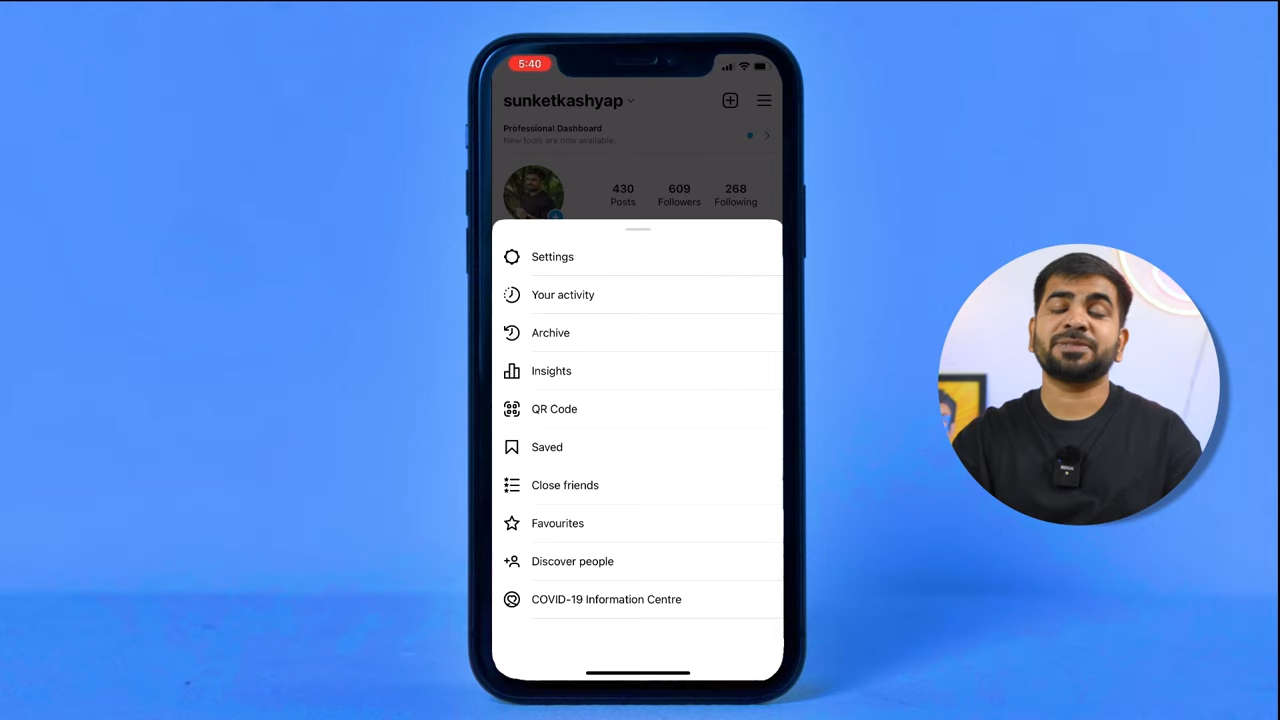 5:40
sunketkashyap
Professional Dashboard
New tools are now available.
430 609 268
Posts Followers Following
Settings
Your activity
Archive
Insights
QR Code
Saved
Close friends
Favourites
Discover people
COVID-19 Information Centre